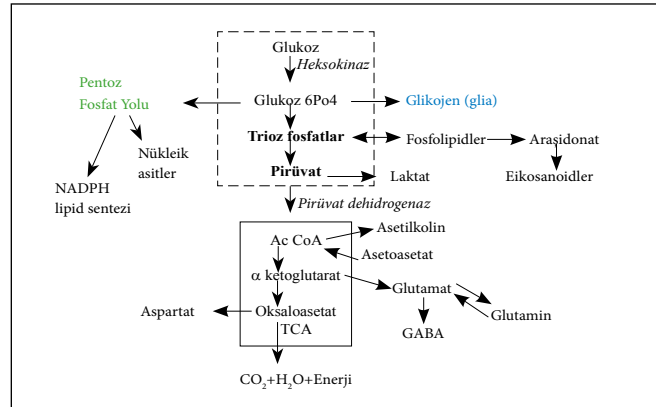 Glukoz
Heksokinaz
Pentoz
Fosfat Yolu
Glukoz 6Po4
Glikojen (glia)
Trioz fosfatlar
Fosfolipidler
Araşidonat
Nükleik
asitler
Pirüvat
Laktat
Eikosanoidler
NADPH
lipid sentezi
Pirüvat dehidrogenaz
Ac CoA
Asetilkolin
Asetoasetat
α ketoglutarat
Glutamat
Aspartat
Oksaloasetat
TCA
Glutamin
GABA
CO₂+H₂O+Enerji